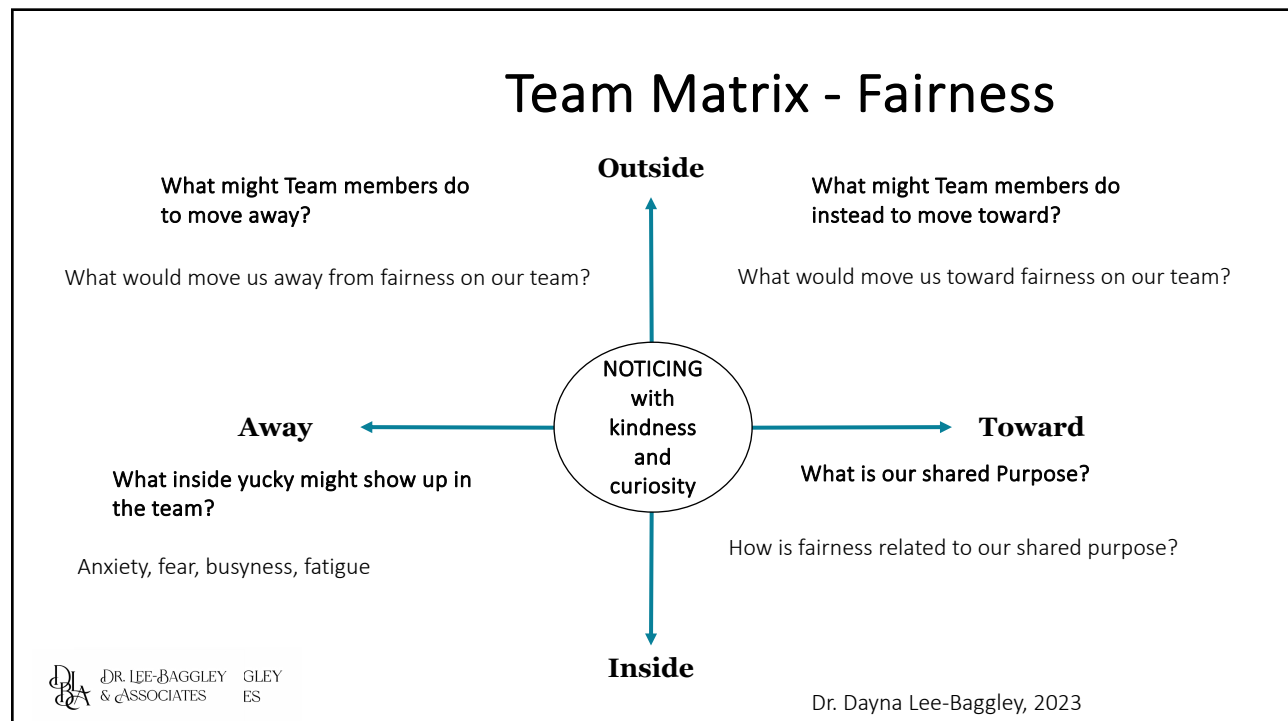 Team Matrix - Fairness
Outside
What might Team members do
to move away?
What might Team members do
instead to move toward?
What would move us away from fairness on our team?
What would move us toward fairness on our team?
NOTICING
with
kindness
and
curiosity
Away
Toward
What inside yucky might show up in
the team?
What is our shared Purpose?
Anxiety, fear, busyness, fatigue
How is fairness related to our shared purpose?
Inside
DLBA
DR. LEE-BAGGLEY GLEY
& ASSOCIATES ES
Dr. Dayna Lee-Baggley, 2023